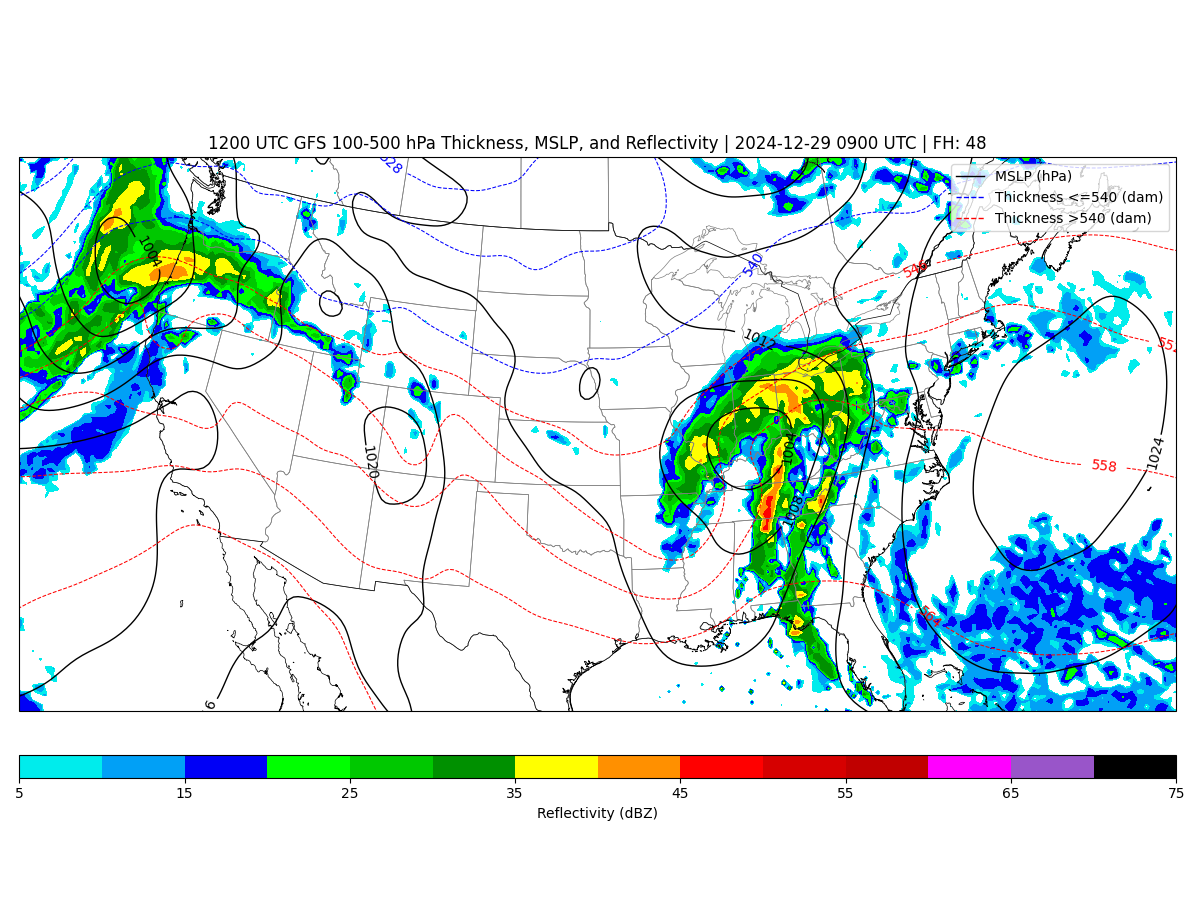 1200 UTC GFS 100-500 hPa Thickness, MSLP, and Reflectivity | 2024-12-29 0900 UTC | FH: 48
MSLP (hPa)
Thickness <=540 (dam)
Thickness >540 (dam)
528
1004
540
546
1012
1020
1004
1008
558
1024
564
5 15 25 35 45 55 65 75
Reflectivity (dBZ)